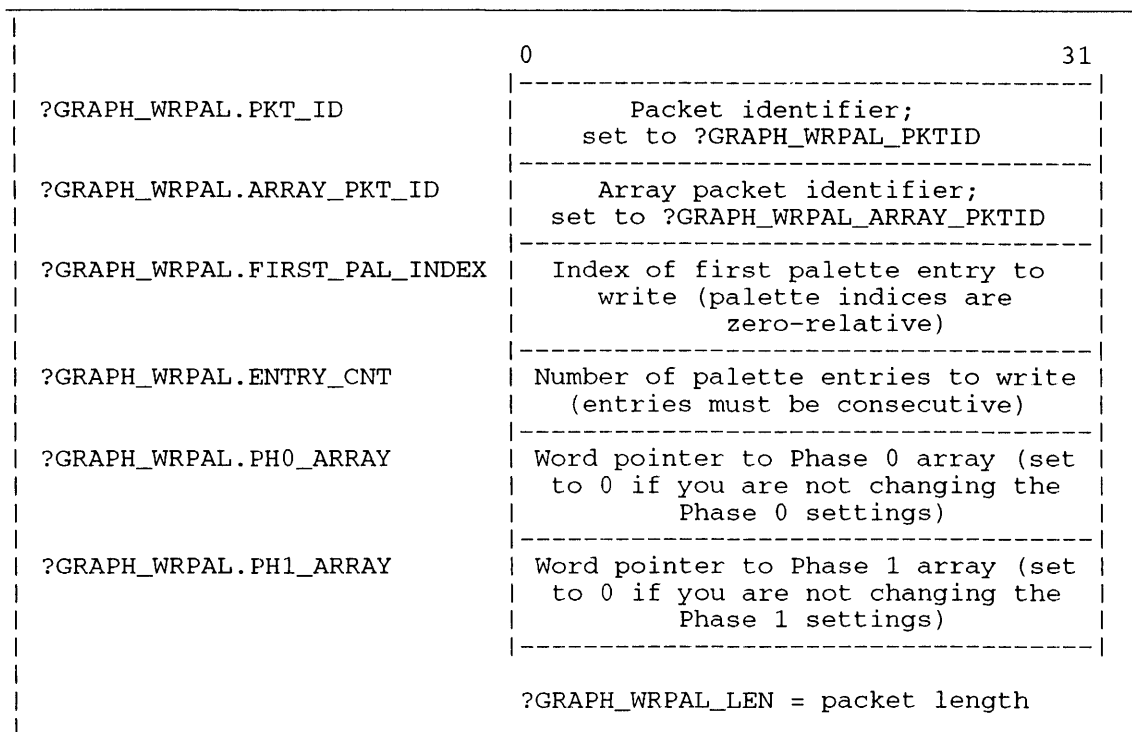 0 31
?GRAPH_WRPAL.PKT_ID Packet identifier;
set to ?GRAPH_WRPAL_PKTID
?GRAPH_WRPAL.ARRAY_PKT_ID Array packet identifier;
set to ?GRAPH_WRPAL_ARRAY_PKTID
?GRAPH_WRPAL.FIRST_PAL_INDEX Index of first palette entry to
write (palette indices are
zero-relative)
?GRAPH_WRPAL.ENTRY_CNT Number of palette entries to write
(entries must be consecutive)
?GRAPH_WRPAL.PH0_ARRAY Word pointer to Phase 0 array (set
to 0 if you are not changing the
Phase 0 settings)
?GRAPH_WRPAL.PH1_ARRAY Word pointer to Phase 1 array (set
to 0 if you are not changing the
Phase 1 settings)
?GRAPH_WRPAL_LEN = packet length